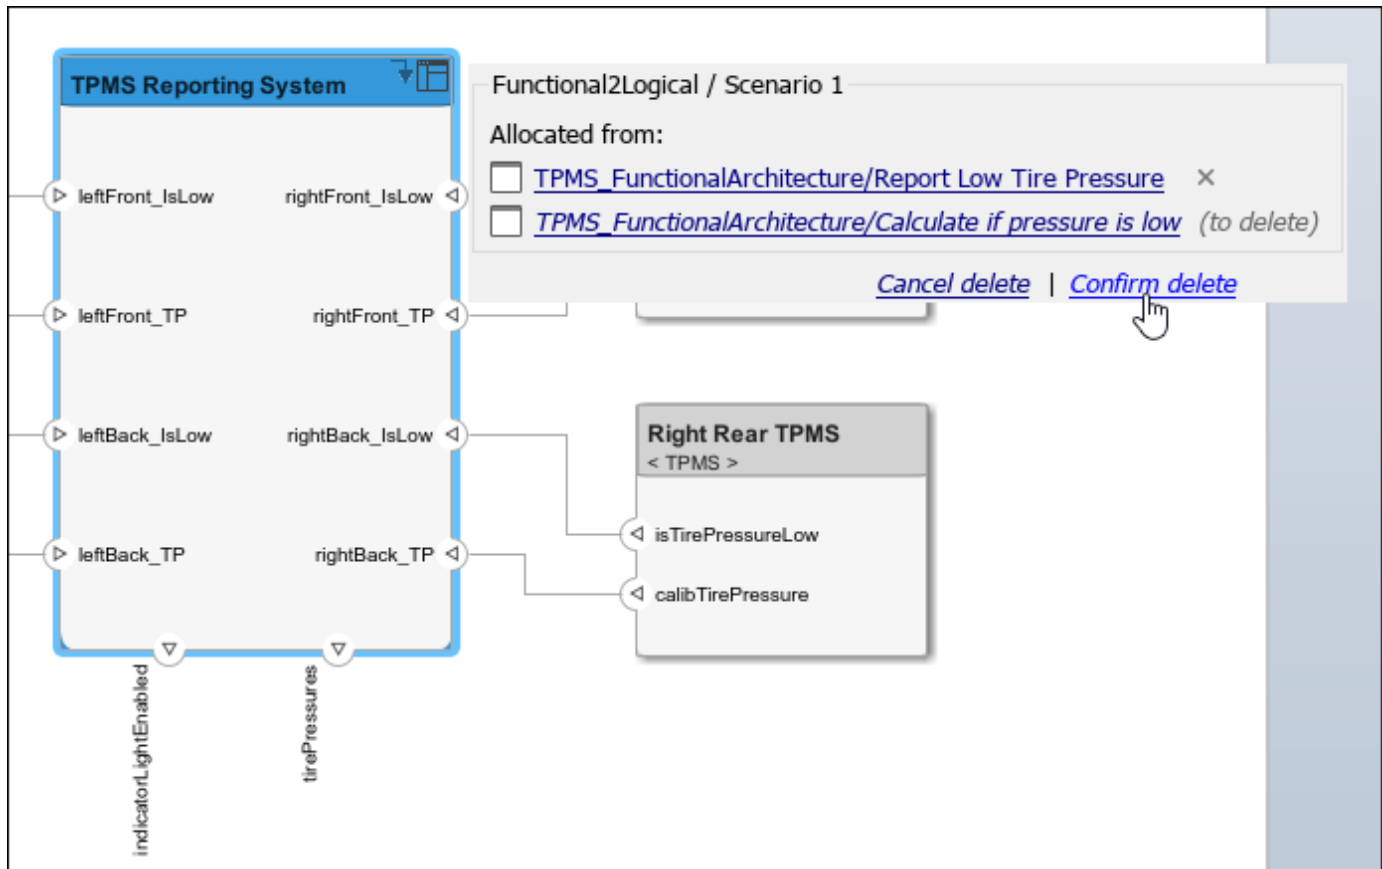 TPMS Reporting System
Functional2Logical / Scenario 1
Allocated from:
TPMS_FunctionalArchitecture/Report Low Tire Pressure ×
TPMS_FunctionalArchitecture/Calculate if pressure is low (to delete)
Cancel delete | Confirm delete
leftFront_IsLow rightFront_IsLow
leftFront_TP rightFront_TP
leftBack_IsLow rightBack_IsLow
leftBack_TP rightBack_TP
indicatorLightEnabled
tirePressures
Right Rear TPMS
< TPMS >
isTirePressureLow
calibTirePressure